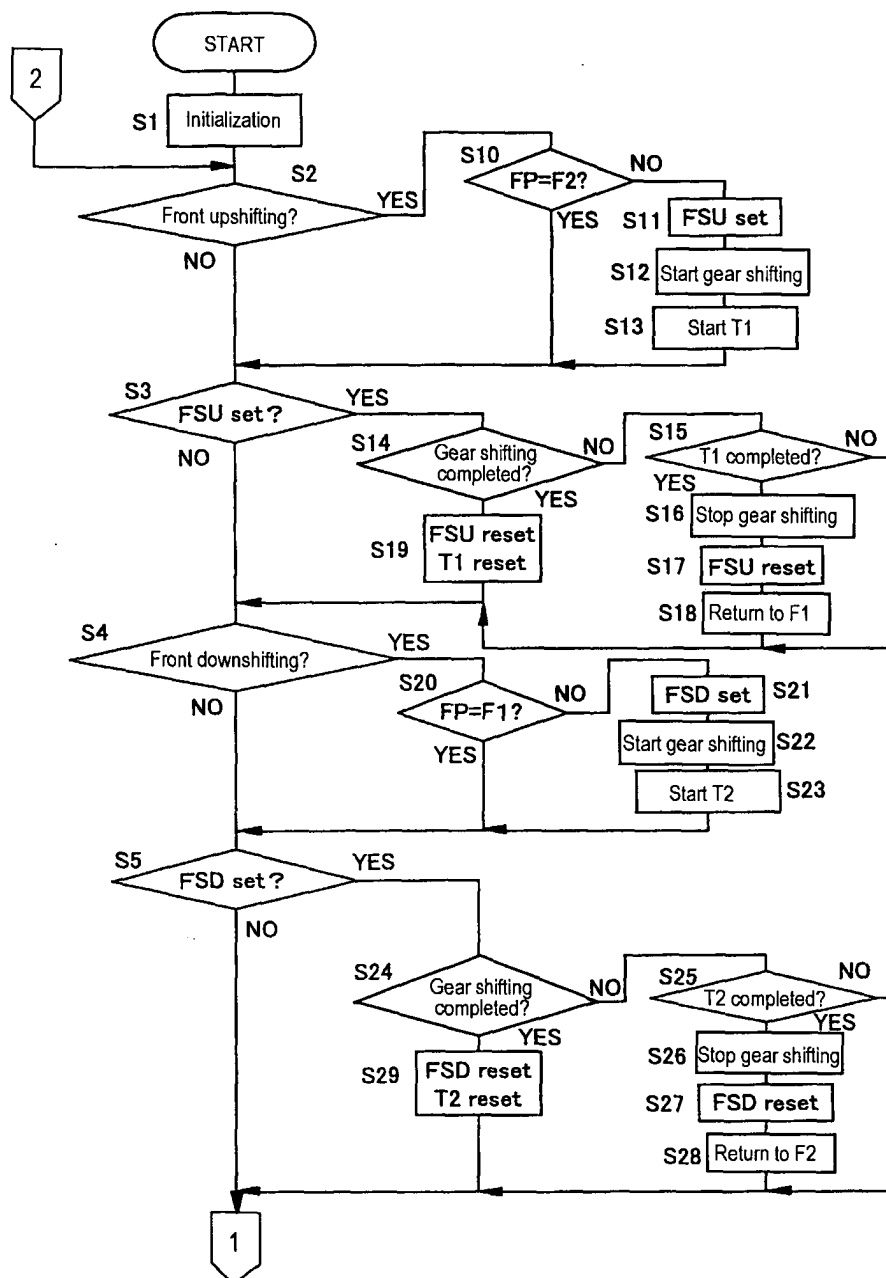 START
2
S1
Initialization
S2
Front upshifting?
YES
NO
S10
FP=F2?
NO
YES
S11
FSU set
S12
Start gear shifting
S13
Start T1
S3
FSU set?
YES
NO
S14
Gear shifting
completed?
NO
YES
S15
T1 completed?
NO
YES
S16
Stop gear shifting
S17
FSU reset
S18
Return to F1
S19
FSU reset
T1 reset
S4
Front downshifting?
YES
NO
S20
FP=F1?
NO
YES
FSD set
S21
Start gear shifting
S22
Start T2
S23
S5
FSD set?
YES
NO
S24
Gear shifting
completed?
NO
YES
S25
T2 completed?
NO
YES
S26
Stop gear shifting
S27
FSD reset
S28
Return to F2
S29
FSD reset
T2 reset
1